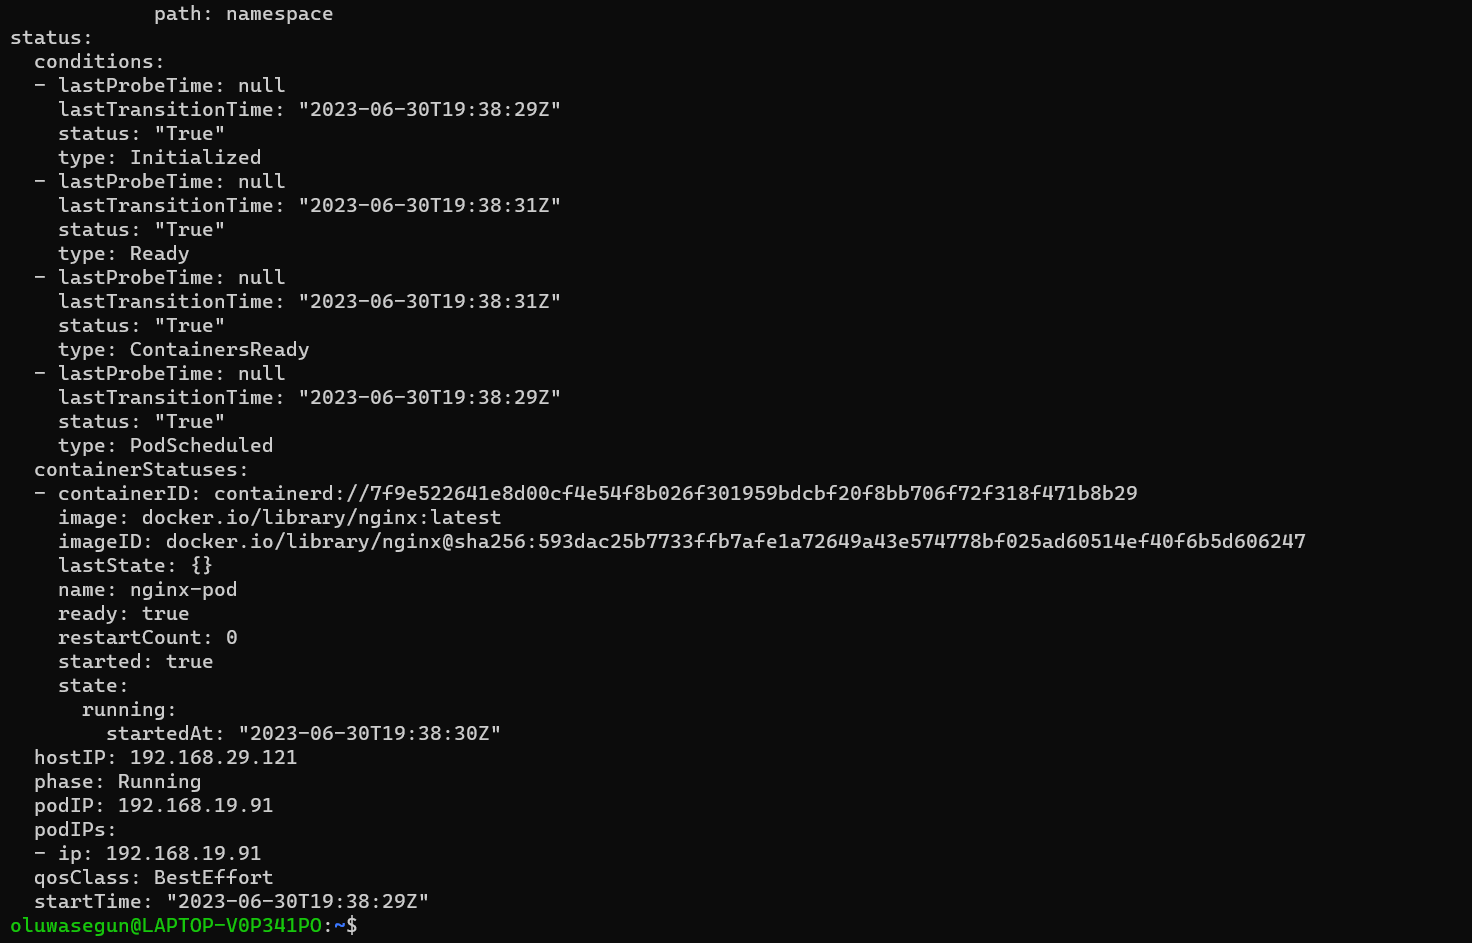 path: namespace
status:
  conditions:
  - lastProbeTime: null
    lastTransitionTime: "2023-06-30T19:38:29Z"
    status: "True"
    type: Initialized
  - lastProbeTime: null
    lastTransitionTime: "2023-06-30T19:38:31Z"
    status: "True"
    type: Ready
  - lastProbeTime: null
    lastTransitionTime: "2023-06-30T19:38:31Z"
    status: "True"
    type: ContainersReady
  - lastProbeTime: null
    lastTransitionTime: "2023-06-30T19:38:29Z"
    status: "True"
    type: PodScheduled
  containerStatuses:
  - containerID: containerd://7f9e522641e8d00cf4e54f8b026f301959bdcbf20f8bb706f72f318f471b8b29
    image: docker.io/library/nginx:latest
    imageID: docker.io/library/nginx@sha256:593dac25b7733ffb7afe1a72649a43e574778bf025ad60514ef40f6b5d606247
    lastState: {}
    name: nginx-pod
    ready: true
    restartCount: 0
    started: true
    state:
      running:
        startedAt: "2023-06-30T19:38:30Z"
  hostIP: 192.168.29.121
  phase: Running
  podIP: 192.168.19.91
  podIPs:
  - ip: 192.168.19.91
  qosClass: BestEffort
  startTime: "2023-06-30T19:38:29Z"
oluwasegun@LAPTOP-V0P341PO:~$